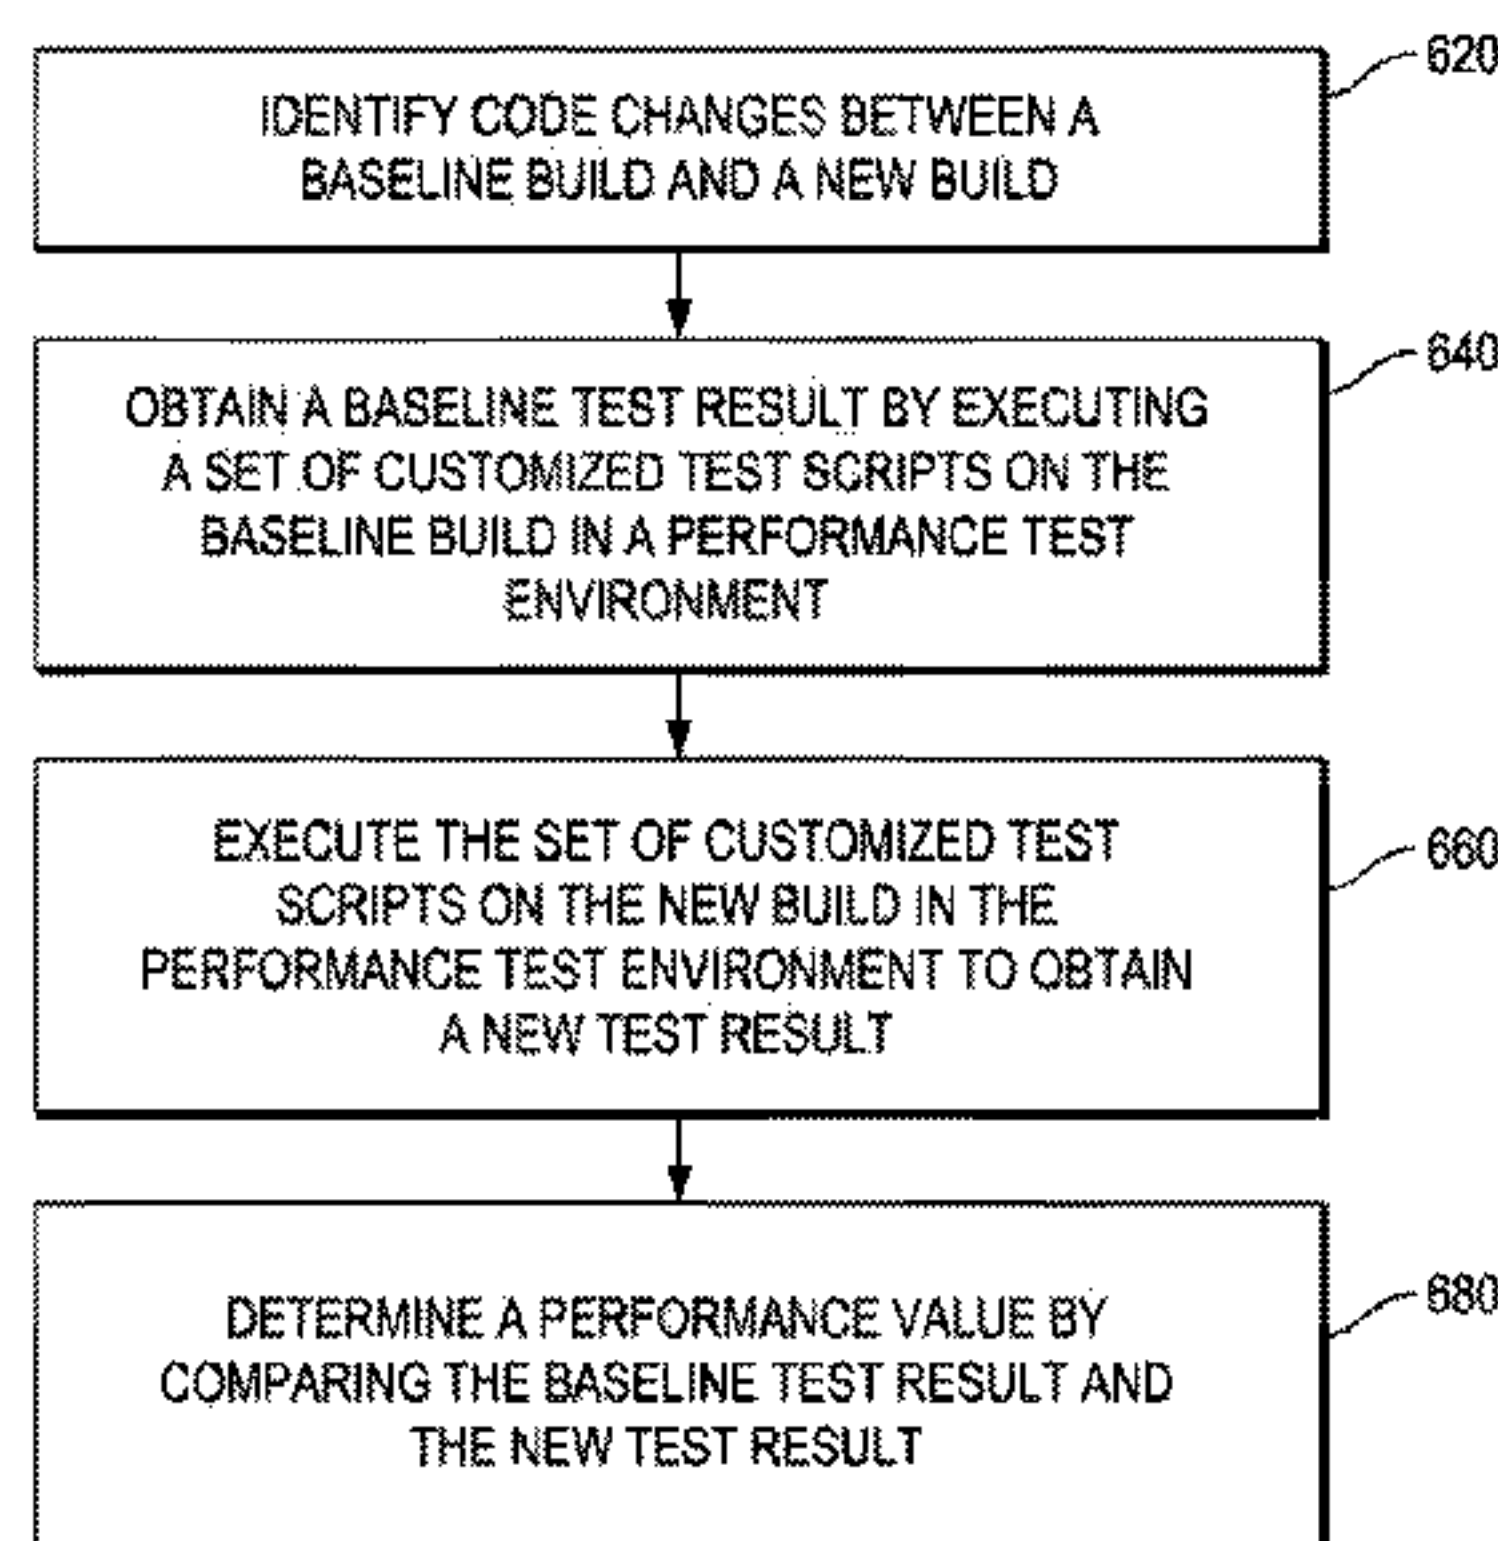 620
IDENTIFY CODE CHANGES BETWEEN A
BASELINE BUILD AND A NEW BUILD
640
OBTAIN A BASELINE TEST RESULT BY EXECUTING
A SET OF CUSTOMIZED TEST SCRIPTS ON THE
BASELINE BUILD IN A PERFORMANCE TEST
ENVIRONMENT
660
EXECUTE THE SET OF CUSTOMIZED TEST
SCRIPTS ON THE NEW BUILD IN THE
PERFORMANCE TEST ENVIRONMENT TO OBTAIN
A NEW TEST RESULT
680
DETERMINE A PERFORMANCE VALUE BY
COMPARING THE BASELINE TEST RESULT AND
THE NEW TEST RESULT